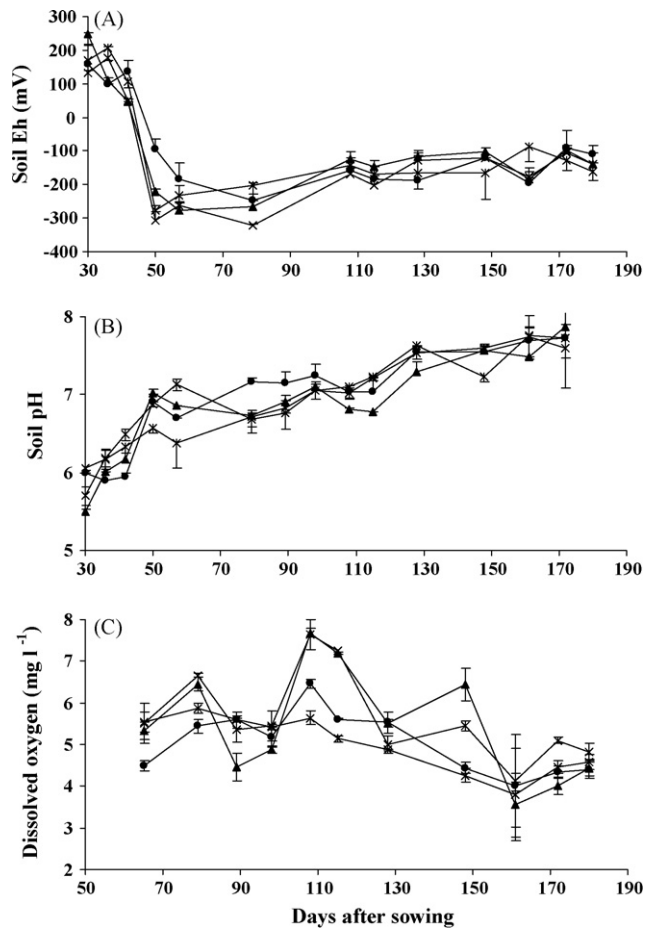 (A)
300
200
100
0
-100
-200
-300
-400
Soil Eh (mV)
30 50 70 90 110 130 150 170 190
(B)
8
7
6
5
Soil pH
30 50 70 90 110 130 150 170 190
(C)
8
7
6
5
4
3
2
Dissolved oxygen (mg l⁻¹)
50 70 90 110 130 150 170 190
Days after sowing